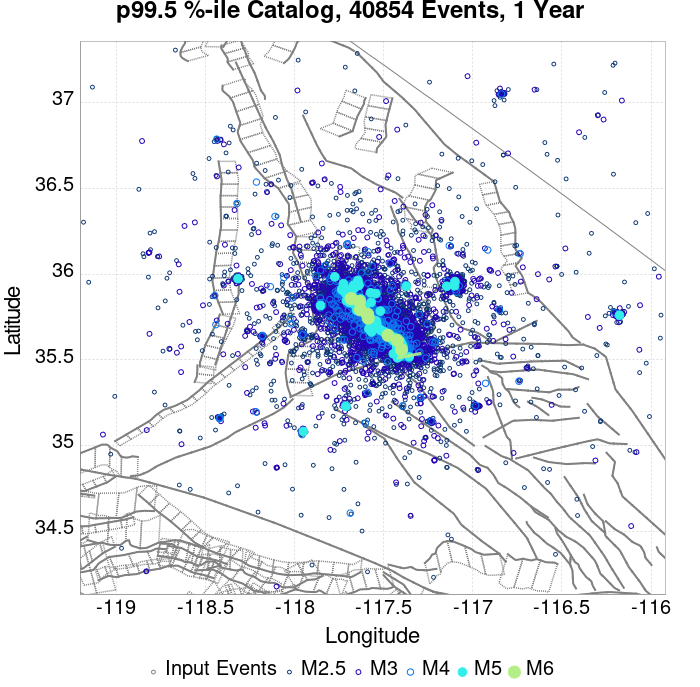 p99.5 %-ile Catalog, 40854 Events, 1 Year
37
36.5
36
35.5
35
34.5
Latitude
-119 -118.5 -118 -117.5 -117 -116.5 -116
Longitude
Input Events M2.5 M3 M4 M5 M6